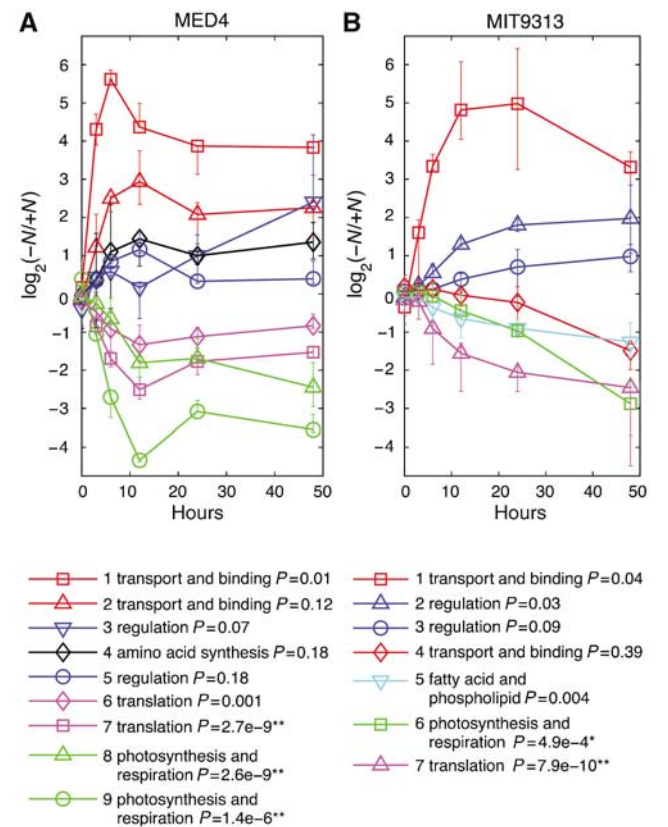 A
MED4
B
MIT9313
log2(−N/+N)
6
5
4
3
2
1
0
−1
−2
−3
−4
0 10 20 30 40 50
Hours
log2(−N/+N)
6
5
4
3
2
1
0
−1
−2
−3
−4
0 10 20 30 40 50
Hours
1 transport and binding P=0.01
2 transport and binding P=0.12
3 regulation P=0.07
4 amino acid synthesis P=0.18
5 regulation P=0.18
6 translation P=0.001
7 translation P=2.7e−9**
8 photosynthesis and
respiration P=2.6e−9**
9 photosynthesis and
respiration P=1.4e−6**
1 transport and binding P=0.04
2 regulation P=0.03
3 regulation P=0.09
4 transport and binding P=0.39
5 fatty acid and
phospholipid P=0.004
6 photosynthesis and
respiration P=4.9e−4*
7 translation P=7.9e−10**